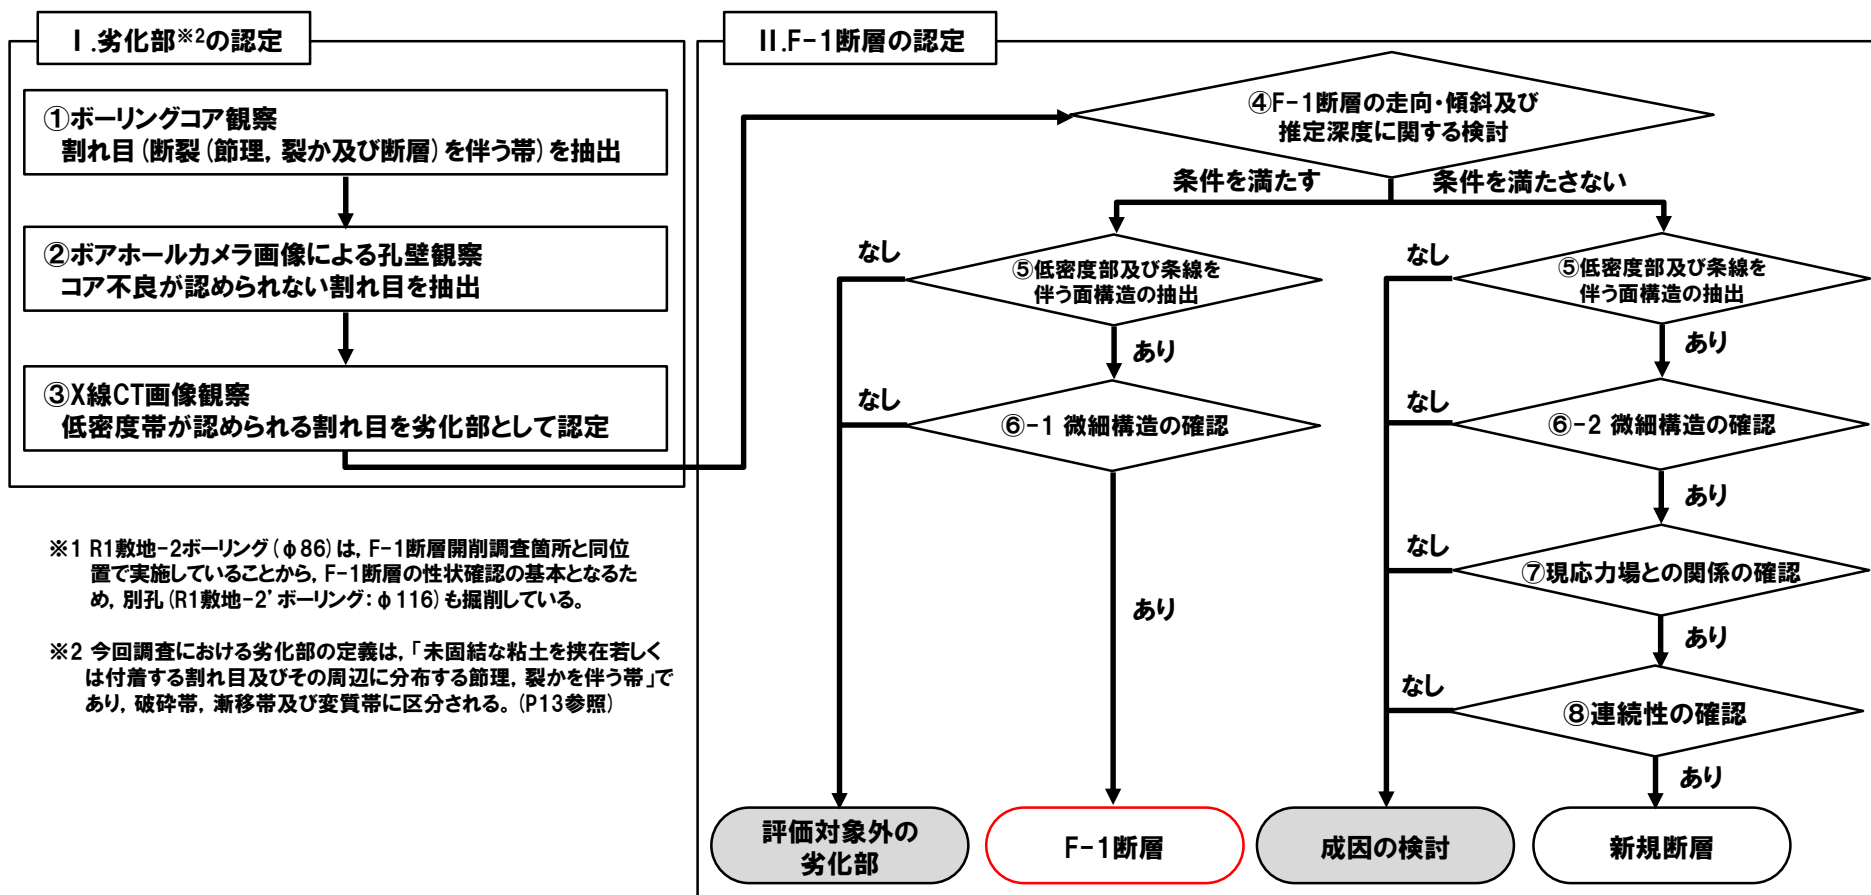 Ⅰ.劣化部※2の認定
①ボーリングコア観察
割れ目(断裂(節理, 裂か及び断層)を伴う帯)を抽出
②ボアホールカメラ画像による孔壁観察
コア不良が認められない割れ目を抽出
③X線CT画像観察
低密度帯が認められる割れ目を劣化部として認定
※1 R1敷地-2ボーリング(φ86)は, F-1断層開削調査箇所と同位
置で実施していることから, F-1断層の性状確認の基本となるた
め, 別孔(R1敷地-2'ボーリング:φ116)も掘削している。
※2 今回調査における劣化部の定義は,「未固結な粘土を挟在若しく
は付着する割れ目及びその周辺に分布する節理, 裂かを伴う帯」で
あり, 破砕帯, 漸移帯及び変質帯に区分される。(P13参照)
Ⅱ.F-1断層の認定
④F-1断層の走向・傾斜及び
推定深度に関する検討
条件を満たす
条件を満たさない
なし
⑤低密度部及び条線を
伴う面構造の抽出
なし
⑤低密度部及び条線を
伴う面構造の抽出
あり
あり
なし
⑥-1 微細構造の確認
なし
⑥-2 微細構造の確認
あり
なし
⑦現応力場との関係の確認
あり
あり
なし
⑧連続性の確認
あり
評価対象外の
劣化部
F-1断層
成因の検討
新規断層